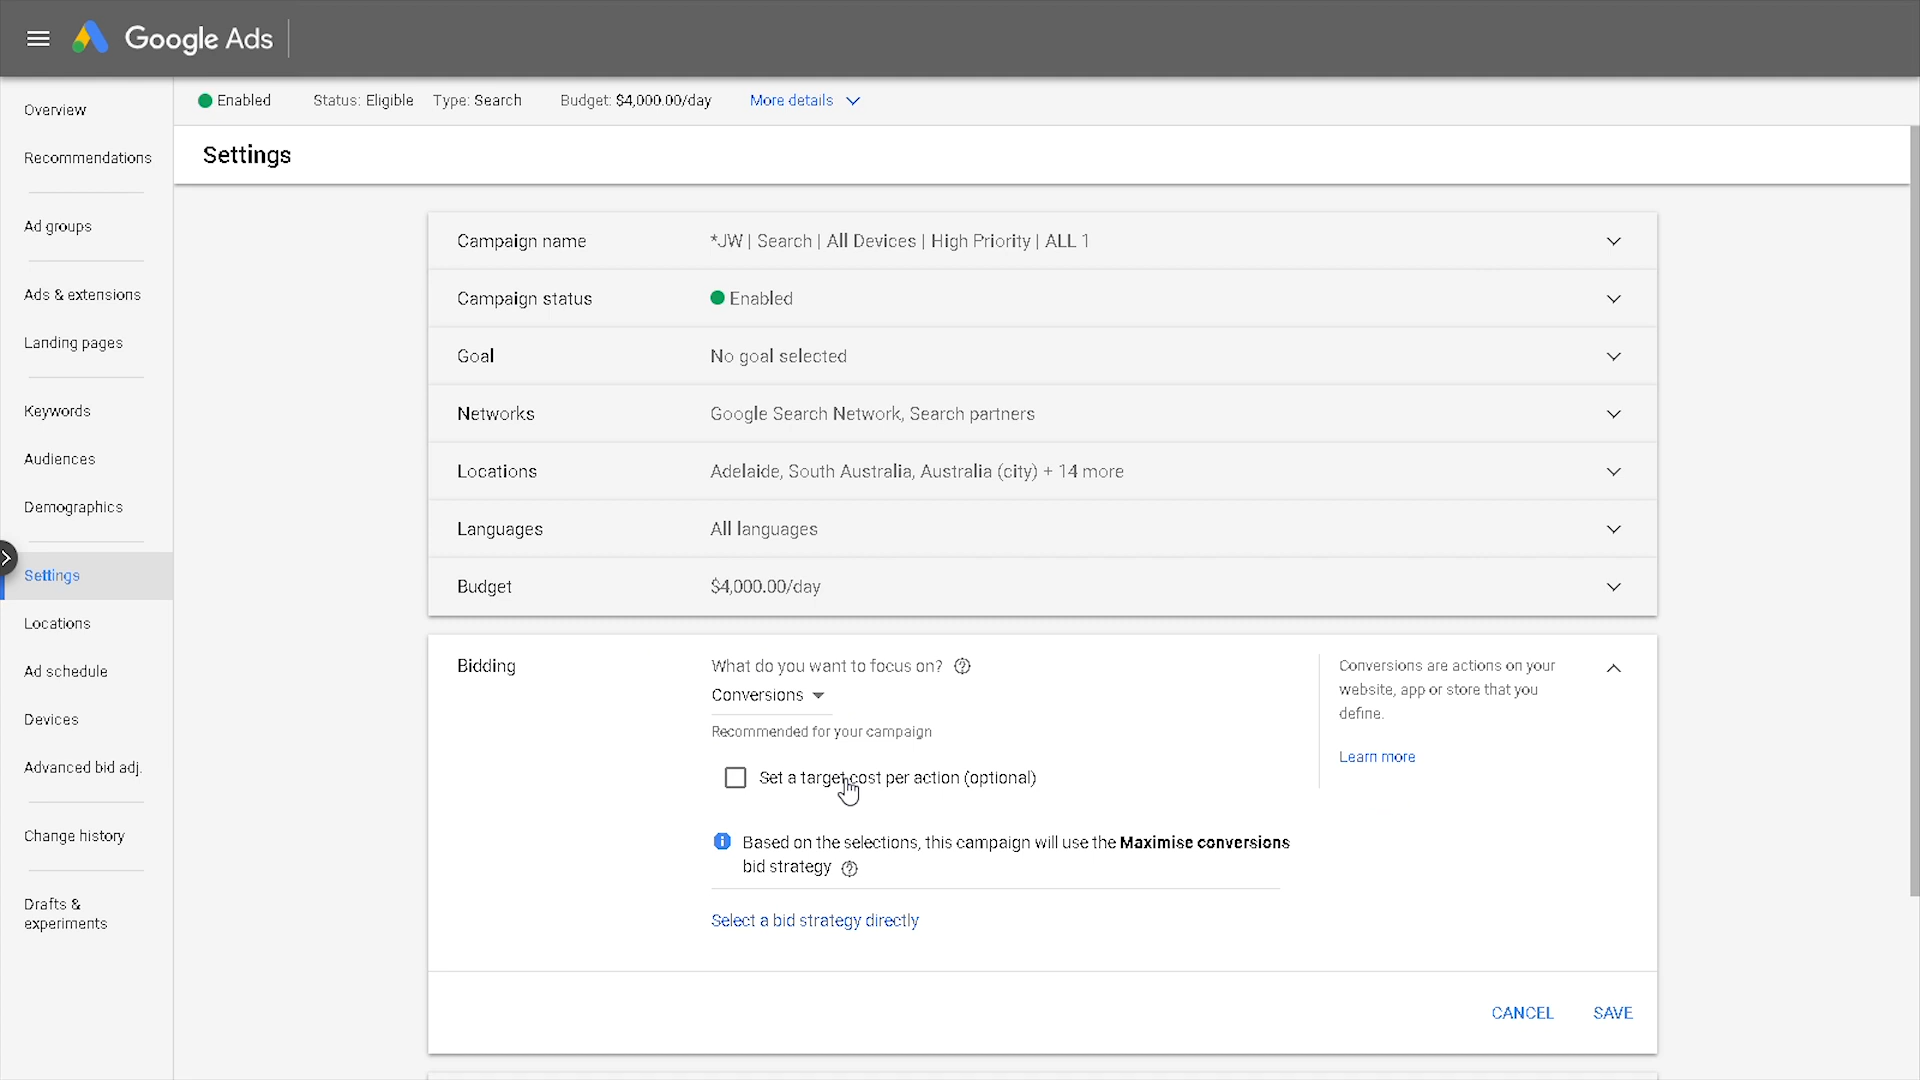 Google Ads
Enabled Status: Eligible Type: Search Budget: $4,000.00/day More details
Overview
Recommendations
Ad groups
Ads & extensions
Landing pages
Keywords
Audiences
Demographics
Settings
Locations
Ad schedule
Devices
Advanced bid adj.
Change history
Drafts &
experiments
Settings
Campaign name *JW | Search | All Devices | High Priority | ALL 1
Campaign status Enabled
Goal No goal selected
Networks Google Search Network, Search partners
Locations Adelaide, South Australia, Australia (city) + 14 more
Languages All languages
Budget $4,000.00/day
Bidding
What do you want to focus on?
Conversions
Recommended for your campaign
Set a target cost per action (optional)
Based on the selections, this campaign will use the Maximise conversions
bid strategy
Select a bid strategy directly
Conversions are actions on your
website, app or store that you
define.
Learn more
CANCEL SAVE